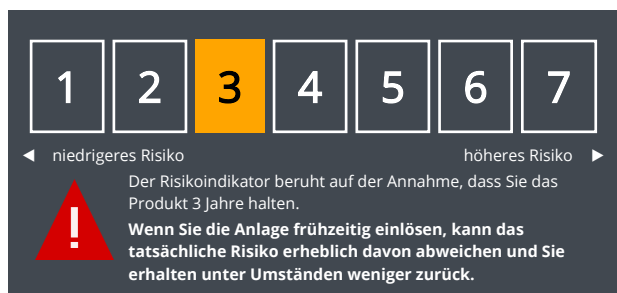 1 2 3 4 5 6 7
◄ niedrigeres Risiko höheres Risiko ►
Der Risikoindikator beruht auf der Annahme, dass Sie das
Produkt 3 Jahre halten.
Wenn Sie die Anlage frühzeitig einlösen, kann das
tatsächliche Risiko erheblich davon abweichen und Sie
erhalten unter Umständen weniger zurück.
!